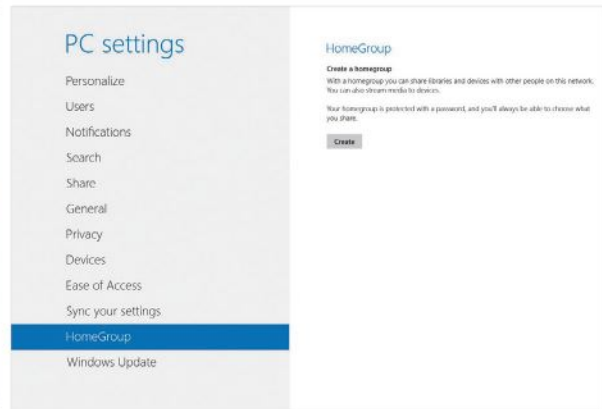 PC settings
Personalize
Users
Notifications
Search
Share
General
Privacy
Devices
Ease of Access
Sync your settings
HomeGroup
Windows Update
HomeGroup
Create a homegroup
With a homegroup you can share libraries and devices with other people on this network.
You can also stream media to devices.
Your homegroup is protected with a password, and you'll always be able to choose what
you share.
Create